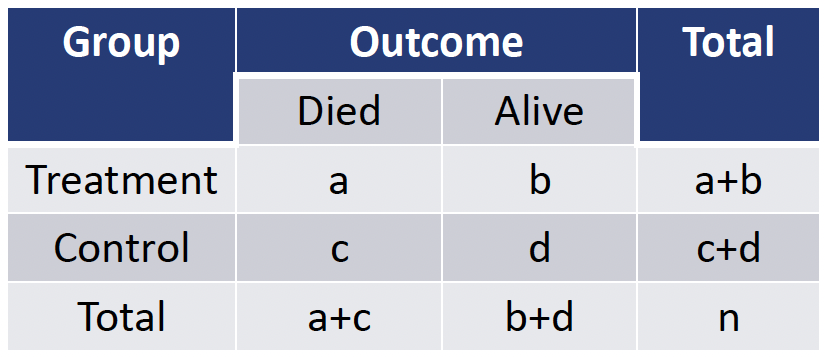 Group Outcome Total
Died Alive
Treatment a b a+b
Control c d c+d
Total a+c b+d n